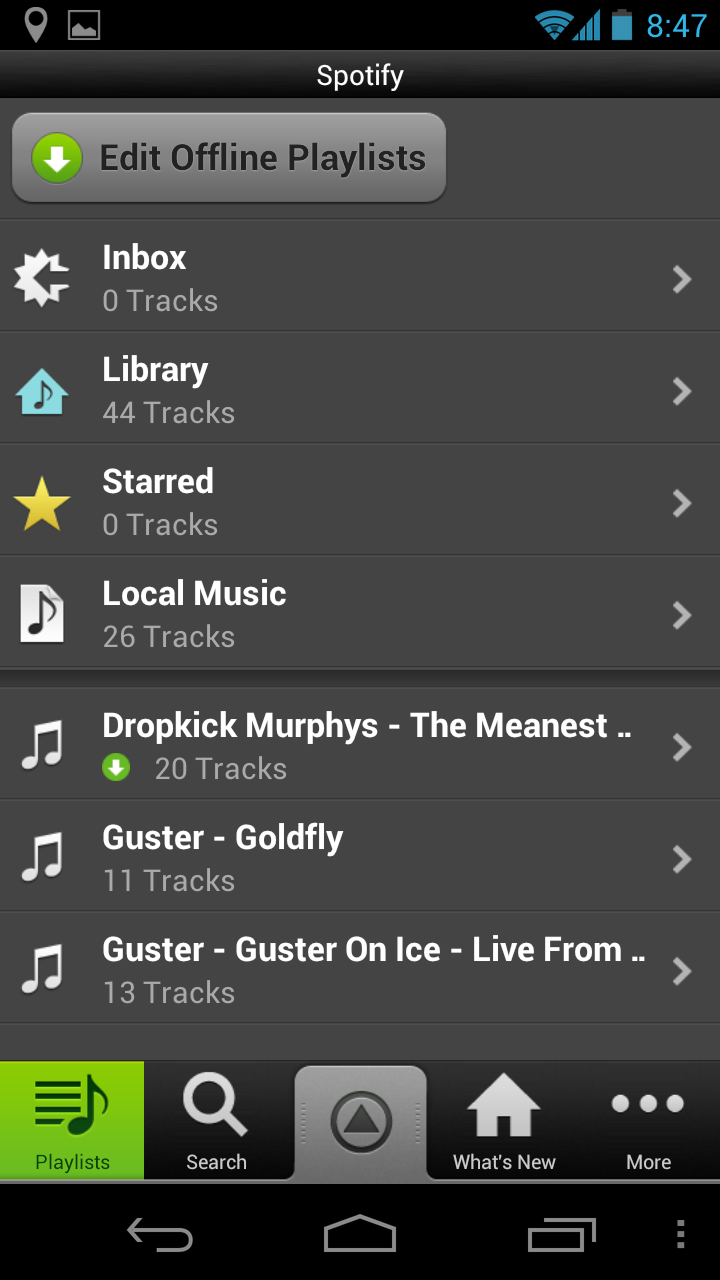 8:47
Spotify
Edit Offline Playlists
Inbox
0 Tracks
Library
44 Tracks
Starred
0 Tracks
Local Music
26 Tracks
Dropkick Murphys - The Meanest ..
20 Tracks
Guster - Goldfly
11 Tracks
Guster - Guster On Ice - Live From ..
13 Tracks
Playlists Search What's New More